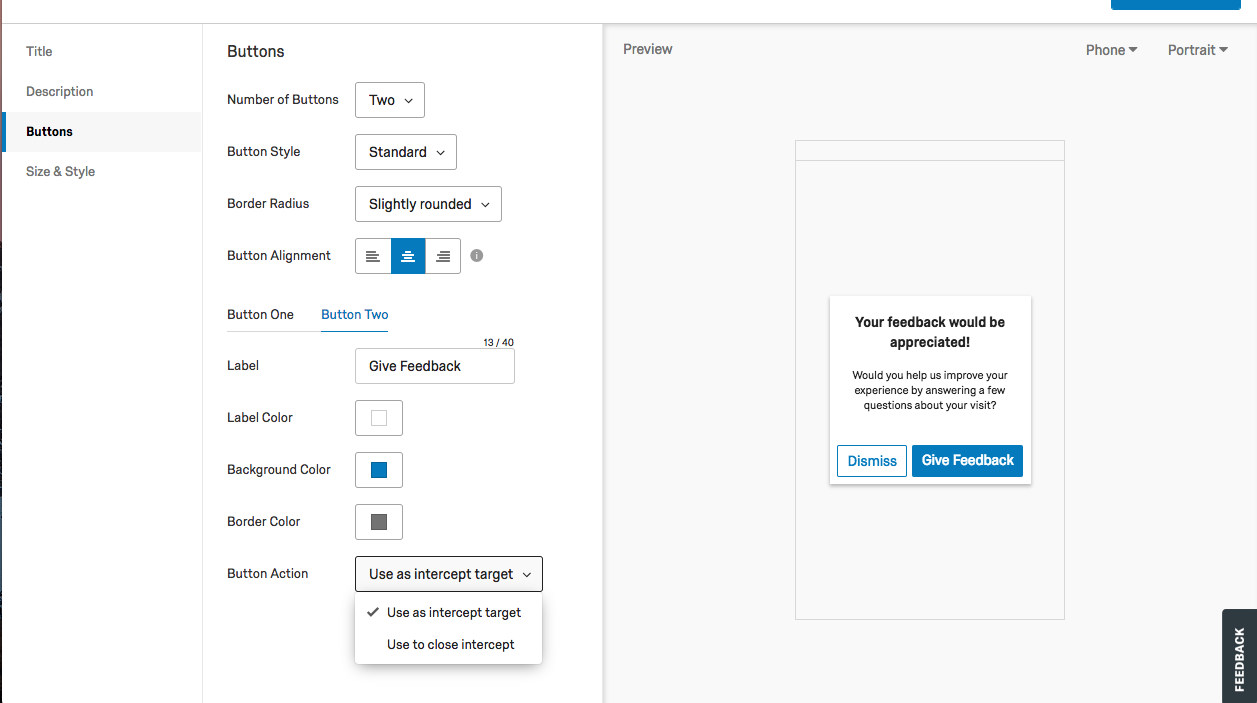 Title
Description
Buttons
Size & Style
Buttons
Number of Buttons
Two
Button Style
Standard
Border Radius
Slightly rounded
Button Alignment
i
Button One
Button Two
13 / 40
Label
Give Feedback
Label Color
Background Color
Border Color
Button Action
Use as intercept target
Use as intercept target
Use to close intercept
Preview
Phone
Portrait
Your feedback would be
appreciated!
Would you help us improve your
experience by answering a few
questions about your visit?
Dismiss
Give Feedback
FEEDBACK